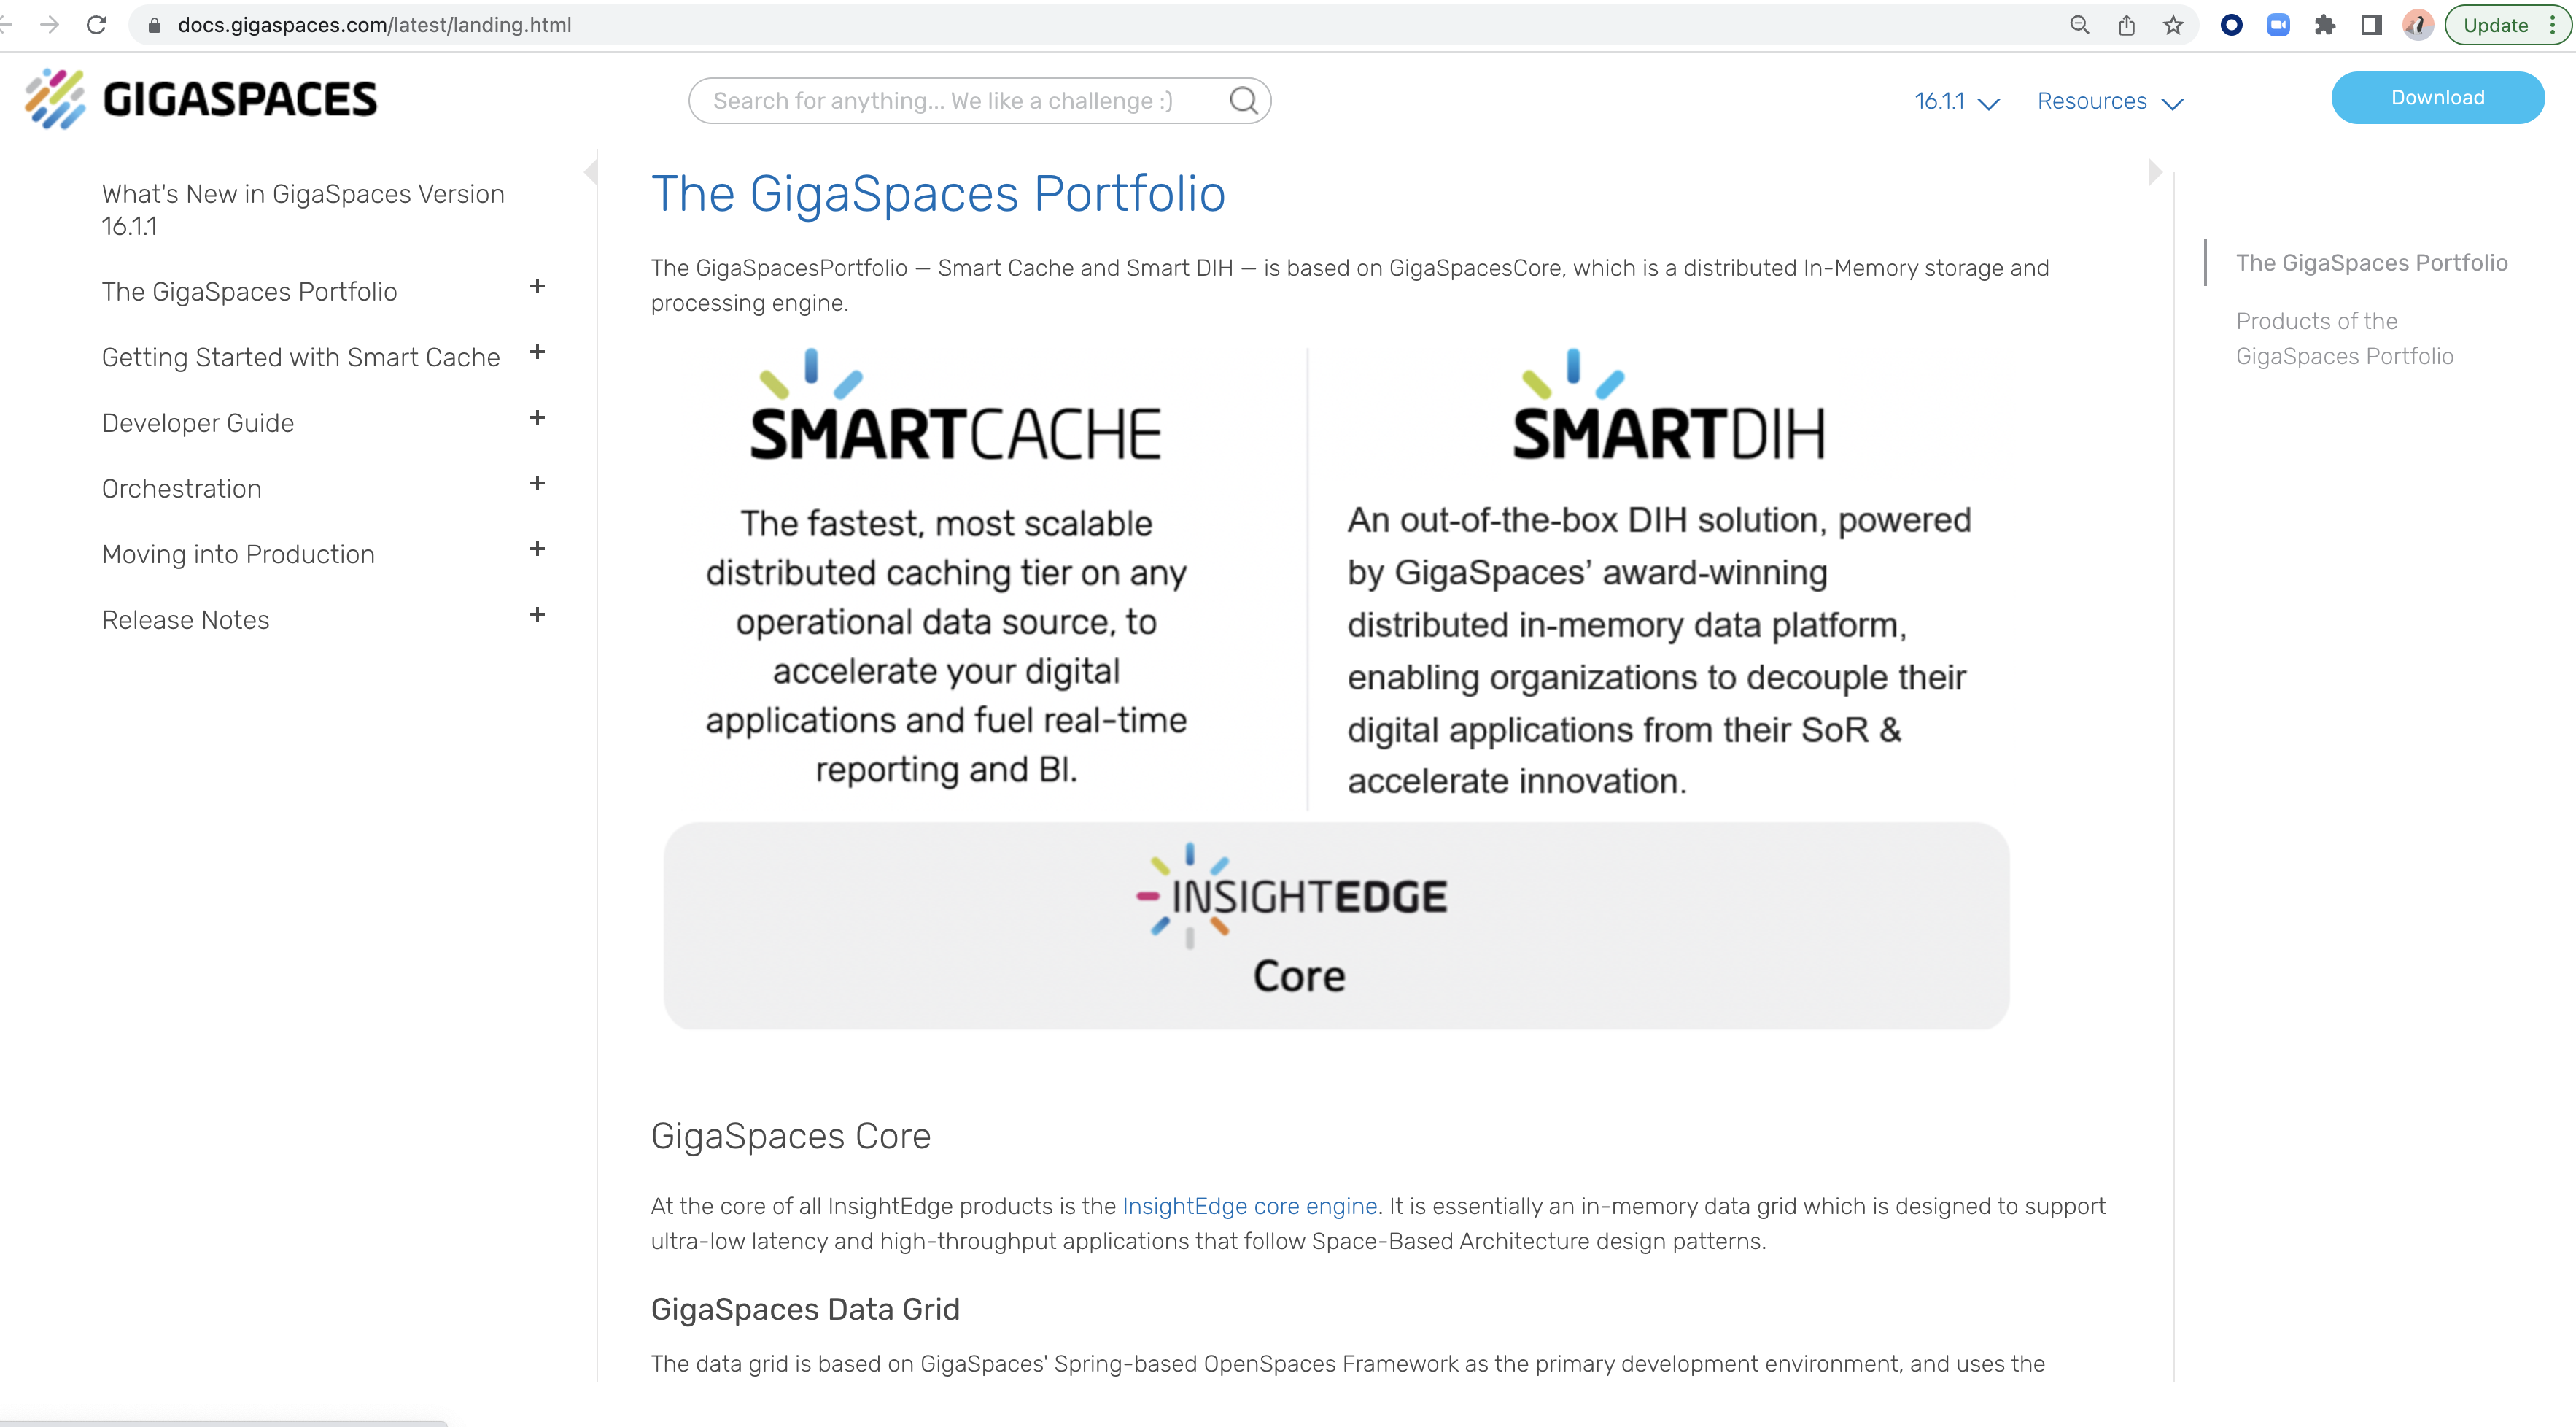 docs.gigaspaces.com/latest/landing.html
Update
GIGASPACES
Search for anything... We like a challenge :)
16.1.1
Resources
Download
What's New in GigaSpaces Version
16.1.1
The GigaSpaces Portfolio
Getting Started with Smart Cache
Developer Guide
Orchestration
Moving into Production
Release Notes
The GigaSpaces Portfolio
The GigaSpacesPortfolio — Smart Cache and Smart DIH — is based on GigaSpacesCore, which is a distributed In-Memory storage and
processing engine.
SMARTCACHE
The fastest, most scalable
distributed caching tier on any
operational data source, to
accelerate your digital
applications and fuel real-time
reporting and BI.
SMARTDIH
An out-of-the-box DIH solution, powered
by GigaSpaces’ award-winning
distributed in-memory data platform,
enabling organizations to decouple their
digital applications from their SoR &
accelerate innovation.
INSIGHTEDGE
Core
GigaSpaces Core
At the core of all InsightEdge products is the InsightEdge core engine. It is essentially an in-memory data grid which is designed to support
ultra-low latency and high-throughput applications that follow Space-Based Architecture design patterns.
GigaSpaces Data Grid
The data grid is based on GigaSpaces' Spring-based OpenSpaces Framework as the primary development environment, and uses the
The GigaSpaces Portfolio
Products of the
GigaSpaces Portfolio